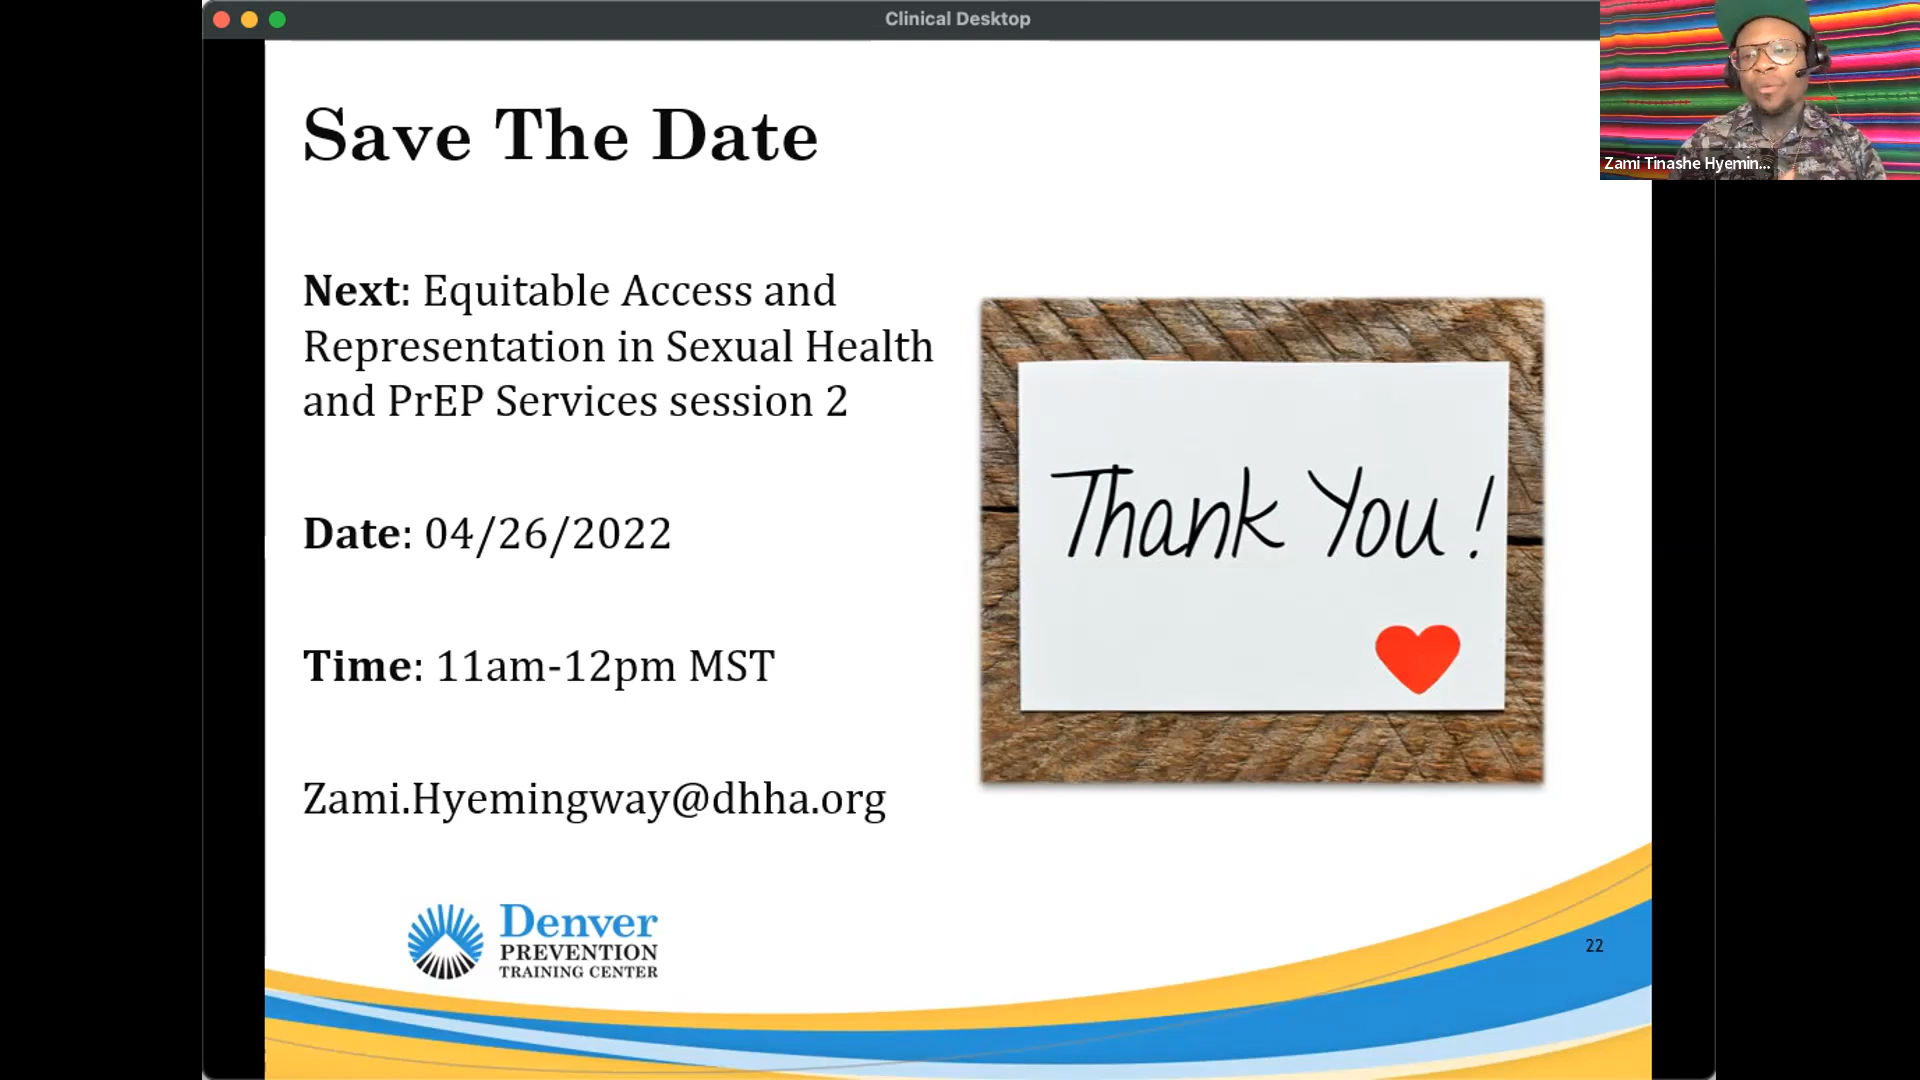 Clinical Desktop
Zami Tinashe Hyemin...
Save The Date
Next: Equitable Access and
Representation in Sexual Health
and PrEP Services session 2
Date: 04/26/2022
Time: 11am-12pm MST
Zami.Hyemingway@dhha.org
Thank You!
Denver
PREVENTION
TRAINING CENTER
22